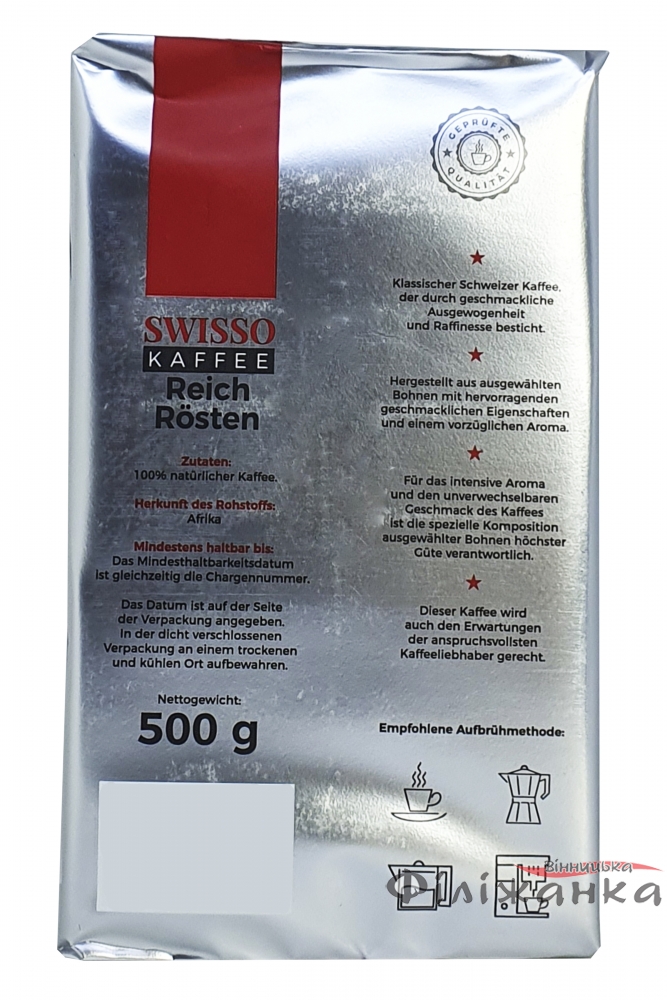 GEPRÜFTE
QUALITÄT
SWISSO
KAFFEE
Reich
Rösten
Zutaten:
100% natürlicher Kaffee.
Herkunft des Rohstoffs:
Afrika
Mindestens haltbar bis:
Das Mindesthaltbarkeitsdatum
ist gleichzeitig die Chargennummer.
Das Datum ist auf der Seite
der Verpackung angegeben.
In der dicht verschlossenen
Verpackung an einem trockenen
und kühlen Ort aufbewahren.
Nettogewicht:
500 g
Klassischer Schweizer Kaffee,
der durch geschmackliche
Ausgewogenheit
und Raffinesse besticht.
Hergestellt aus ausgewählten
Bohnen mit hervorragenden
geschmacklichen Eigenschaften
und einem vorzüglichen Aroma.
Für das intensive Aroma
und den unverwechselbaren
Geschmack des Kaffees
ist die spezielle Komposition
ausgewählter Bohnen höchster
Güte verantwortlich.
Dieser Kaffee wird
auch den Erwartungen
der anspruchsvollsten
Kaffeeliebhaber gerecht.
Empfohlene Aufbrühmethode:
Вінницька
Філіжанка